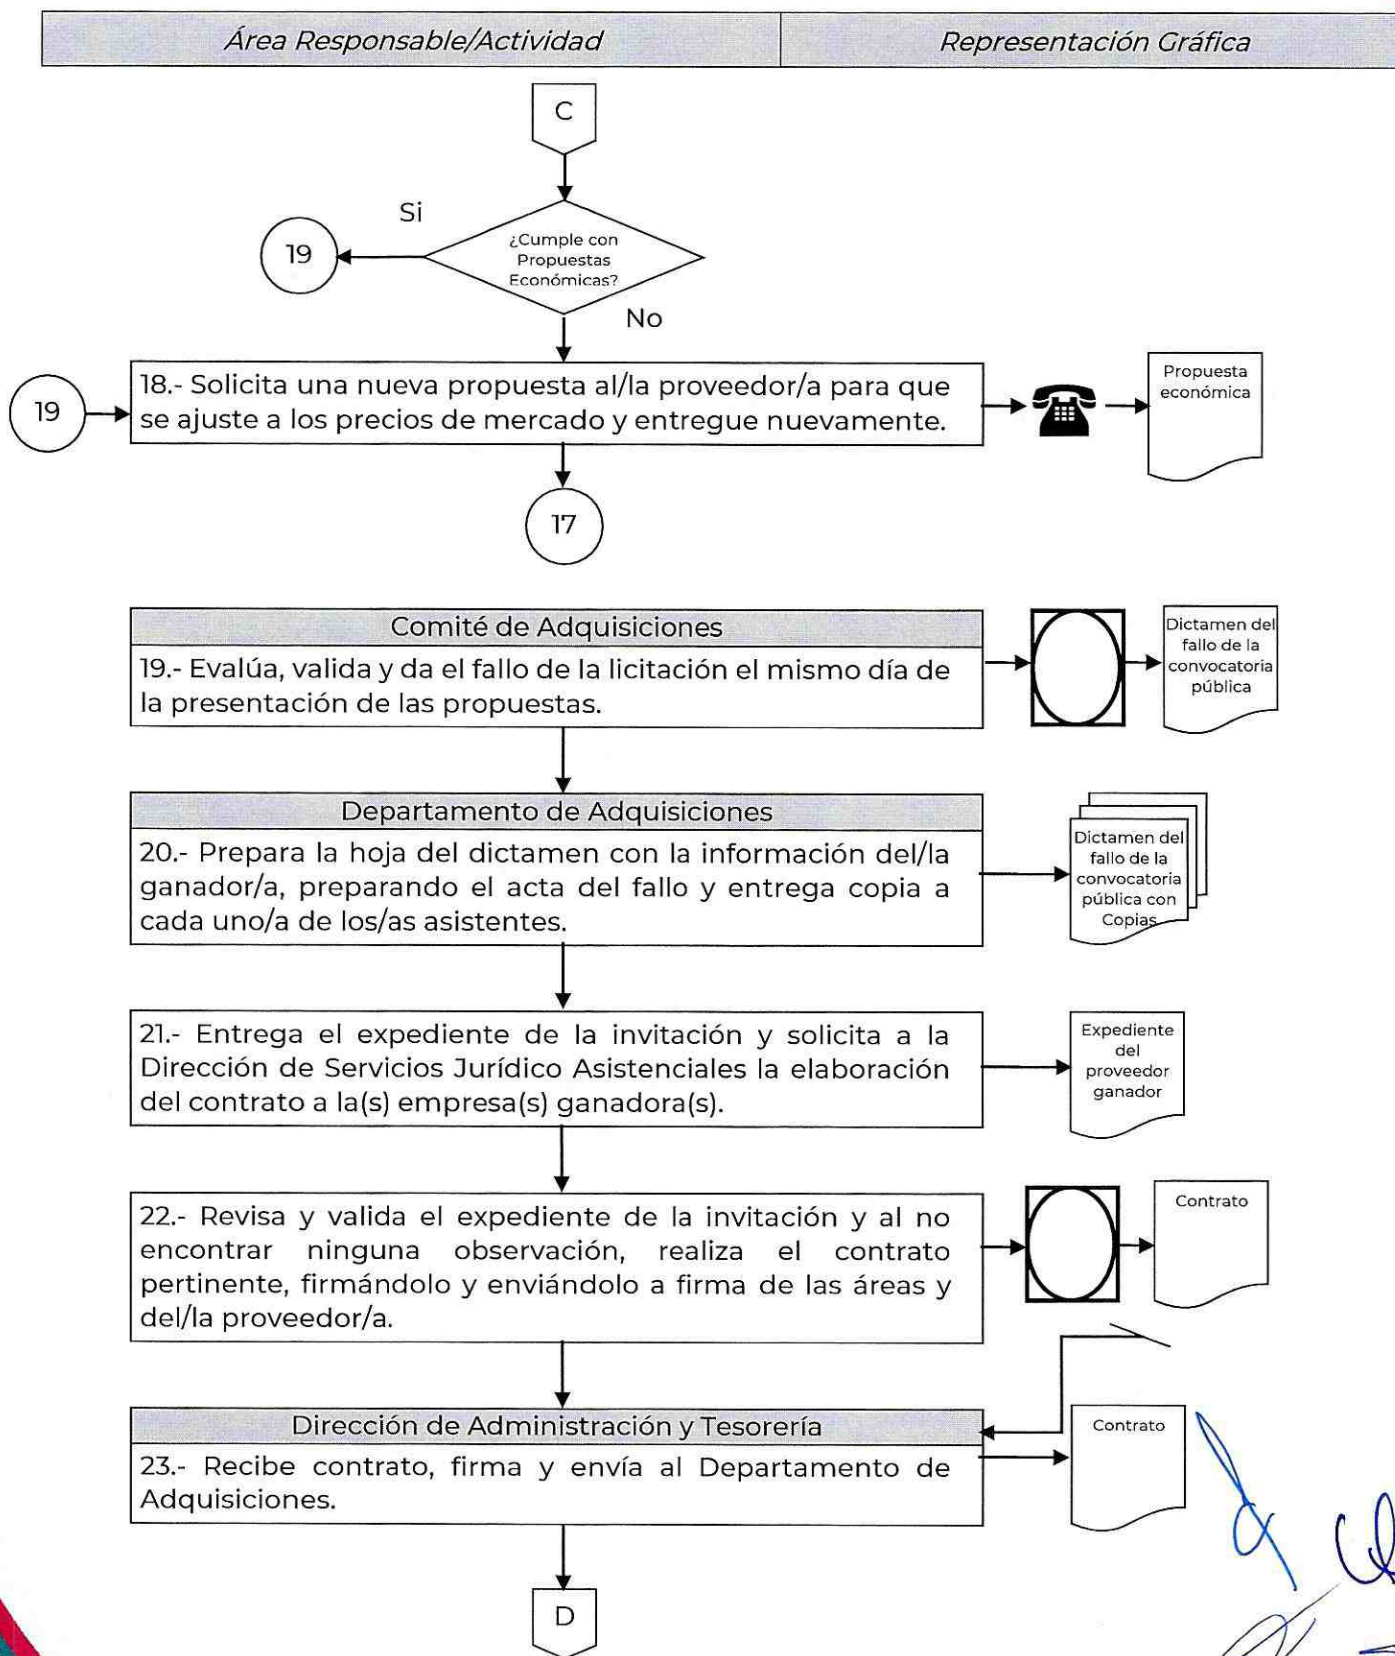 Área Responsable/Actividad
Representación Gráfica
C
Si
19
¿Cumple con
Propuestas
Económicas?
No
19
18.- Solicita una nueva propuesta al/la proveedor/a para que
se ajuste a los precios de mercado y entregue nuevamente.
Propuesta
económica
17
Comité de Adquisiciones
19.- Evalúa, valida y da el fallo de la licitación el mismo día de
la presentación de las propuestas.
Dictamen del
fallo de la
convocatoria
pública
Departamento de Adquisiciones
20.- Prepara la hoja del dictamen con la información del/la
ganador/a, preparando el acta del fallo y entrega copia a
cada uno/a de los/as asistentes.
Dictamen del
fallo de la
convocatoria
pública con
Copias
21.- Entrega el expediente de la invitación y solicita a la
Dirección de Servicios Jurídico Asistenciales la elaboración
del contrato a la(s) empresa(s) ganadora(s).
Expediente
del
proveedor
ganador
22.- Revisa y valida el expediente de la invitación y al no
encontrar ninguna observación, realiza el contrato
pertinente, firmándolo y enviándolo a firma de las áreas y
del/la proveedor/a.
Contrato
Dirección de Administración y Tesorería
23.- Recibe contrato, firma y envía al Departamento de
Adquisiciones.
Contrato
D